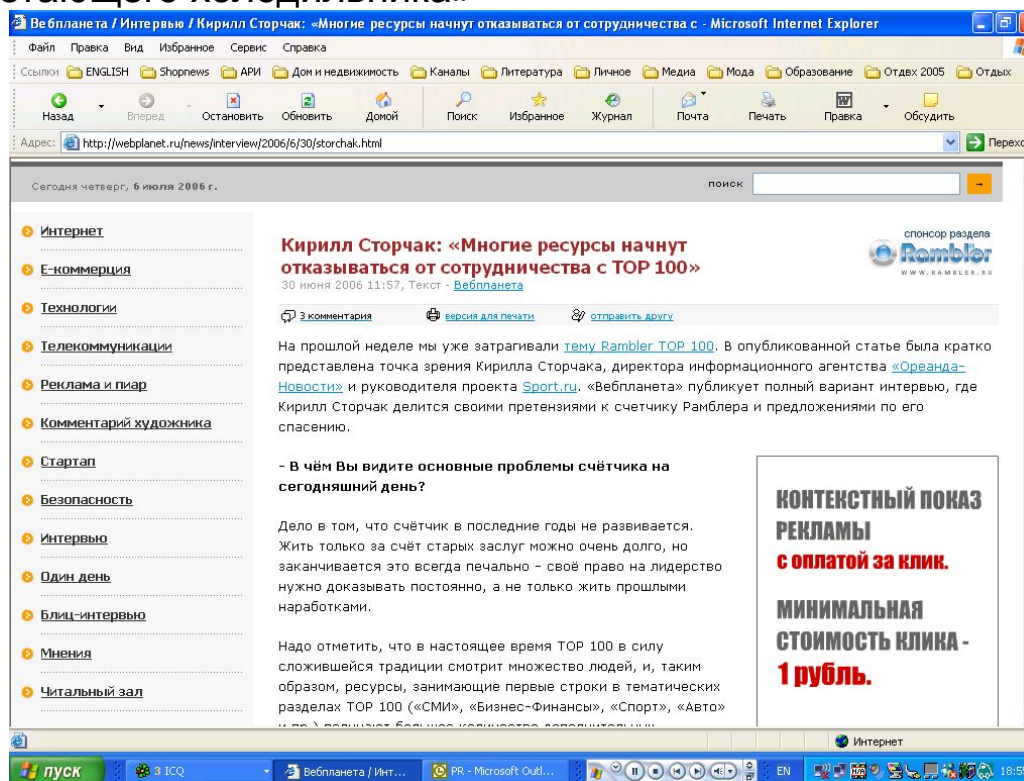 стающего холодильника»
Вебпланета / Интервью / Кирилл Сторчак: «Многие ресурсы начнут отказываться от сотрудничества с - Microsoft Internet Explorer
Файл Правка Вид Избранное Сервис Справка
Ссылки ENGLISH Shopnews АРИ Дом и недвижимость Каналы Литература Личное Медиа Мода Образование Отдвх 2005 Отдых
Назад Вперед Остановить Обновить Домой Поиск Избранное Журнал Почта Печать Правка Обсудить
Адрес: http://webplanet.ru/news/interview/2006/6/30/storchak.html Перехо
Сегодня четверг, 6 июля 2006 г.
поиск
Интернет
Е-коммерция
Технологии
Телекоммуникации
Реклама и пиар
Комментарий художника
Стартап
Безопасность
Интервью
Один день
Блиц-интервью
Мнения
Читальный зал
Кирилл Сторчак: «Многие ресурсы начнут
отказываться от сотрудничества с TOP 100»
30 июня 2006 11:57, Текст - Вебпланета
спонсор раздела
Rambler
WWW.RAMBLER.RU
3 комментария версия для печати отправить другу
На прошлой неделе мы уже затрагивали тему Rambler TOP 100. В опубликованной статье была кратко
представлена точка зрения Кирилла Сторчака, директора информационного агентства «Ореанда-
Новости» и руководителя проекта Sport.ru. «Вебпланета» публикует полный вариант интервью, где
Кирилл Сторчак делится своими претензиями к счетчику Рамблера и предложениями по его
спасению.
- В чём Вы видите основные проблемы счётчика на
сегодняшний день?
Дело в том, что счётчик в последние годы не развивается.
Жить только за счёт старых заслуг можно очень долго, но
заканчивается это всегда печально – своё право на лидерство
нужно доказывать постоянно, а не только жить прошлыми
наработками.
Надо отметить, что в настоящее время TOP 100 в силу
сложившейся традиции смотрит множество людей, и, таким
образом, ресурсы, занимающие первые строки в тематических
разделах TOP 100 («СМИ», «Бизнес-Финансы», «Спорт», «Авто»
КОНТЕКСТНЫЙ ПОКАЗ
РЕКЛАМЫ
с оплатой за клик.
МИНИМАЛЬНАЯ
СТОИМОСТЬ КЛИКА -
1 рубль.
Интернет
пуск 3 ICQ Вебпланета / Инт... PR - Microsoft Outl... EN 18:5